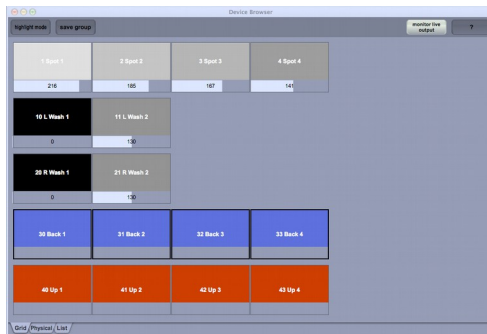 Device Browser
highlight mode
save group
monitor live
output
?
1 Spot 1
2 Spot 2
3 Spot 3
4 Spot 4
216
185
167
141
10 L Wash 1
11 L Wash 2
0
130
20 R Wash 1
21 R Wash 2
0
130
30 Back 1
31 Back 2
32 Back 3
33 Back 4
40 Up 1
41 Up 2
42 Up 3
43 Up 4
Grid
Physical
List